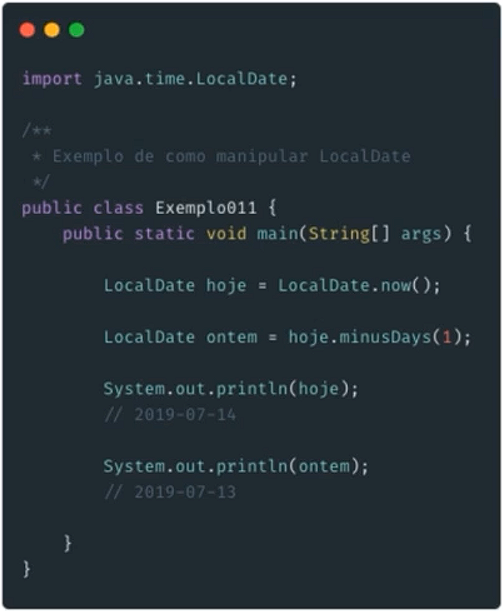 import java.time.LocalDate;
/**
 * Exemplo de como manipular LocalDate
 */
public class Exemplo011 {
    public static void main(String[] args) {
        LocalDate hoje = LocalDate.now();
        LocalDate ontem = hoje.minusDays(1);
        System.out.println(hoje);
        // 2019-07-14
        System.out.println(ontem);
        // 2019-07-13
    }
}